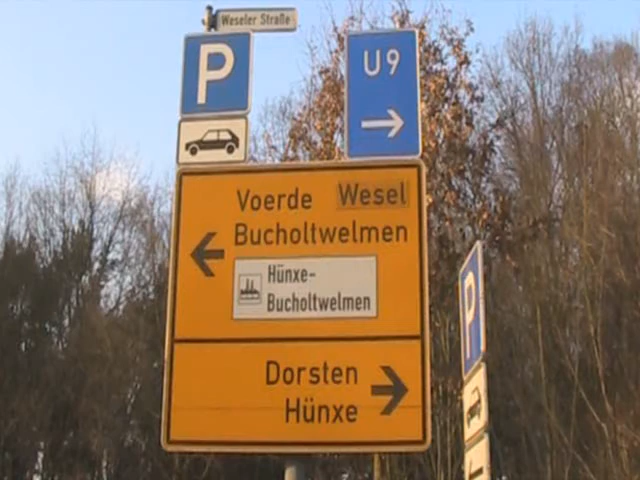 Weseler Straße
P
U9
Voerde Wesel
Bucholtwelmen
Hünxe-
Bucholtwelmen
Dorsten
Hünxe
P